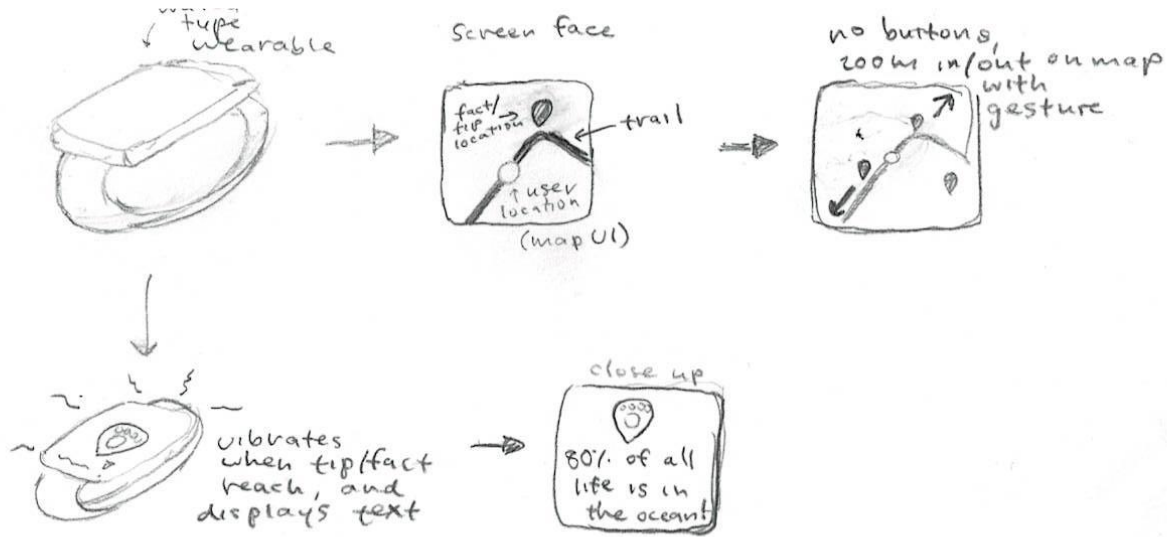 type
wearable
screen face
fact/
tip
location
trail
user
location
(map UI)
no buttons,
zoom in/out on map
with
gesture
vibrates
when tip/fact
reach, and
displays text
close up
80% of all
life is in
the ocean!